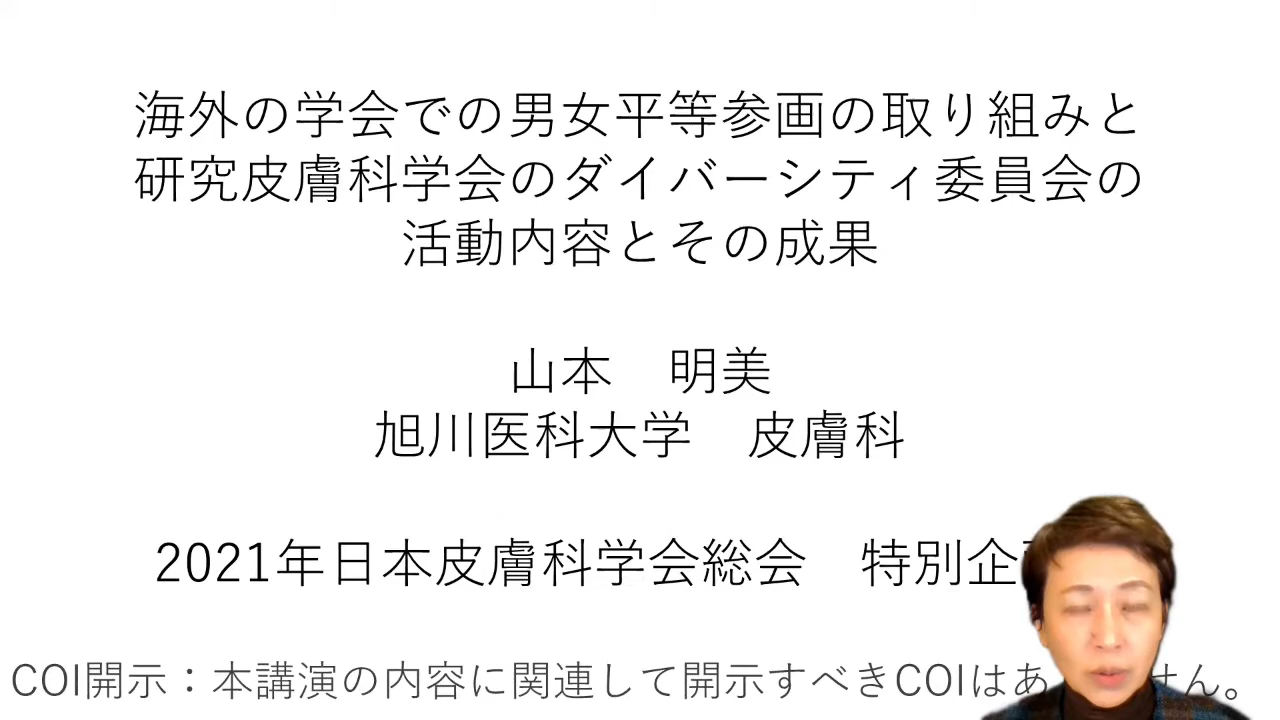 海外の学会での男女平等参画の取り組みと
研究皮膚科学会のダイバーシティ委員会の
活動内容とその成果
山本　明美
旭川医科大学　皮膚科
2021年日本皮膚科学会総会　特別企
COI開示：本講演の内容に関連して開示すべきCOIはあ せん。